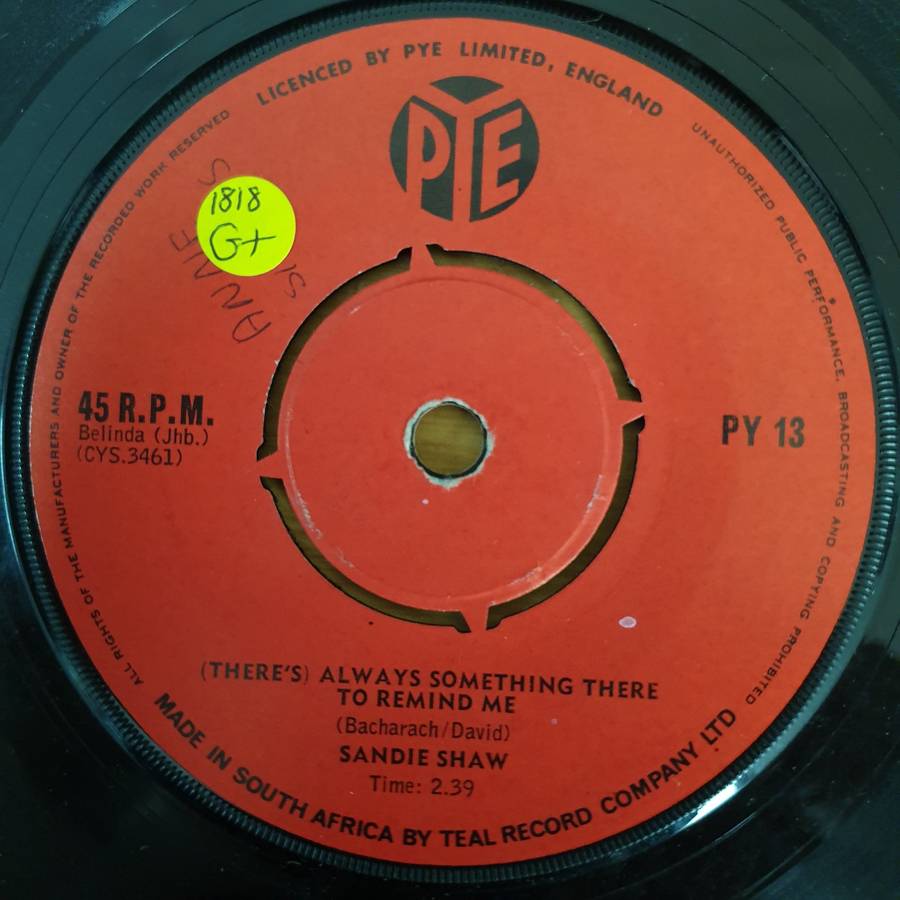 LICENCED BY PYE LIMITED, ENGLAND
PYE
ALL RIGHTS OF THE MANUFACTURERS AND OWNER OF THE RECORDED WORK RESERVED
UNAUTHORIZED PUBLIC PERFORMANCE, BROADCASTING AND COPYING PROHIBITED
1818
G+
45 R.P.M.
Belinda (Jhb.)
(CYS.3461)
PY 13
(THERE'S) ALWAYS SOMETHING THERE
TO REMIND ME
(Bacharach/David)
SANDIE SHAW
Time: 2.39
MADE IN SOUTH AFRICA BY TEAL RECORD COMPANY LTD